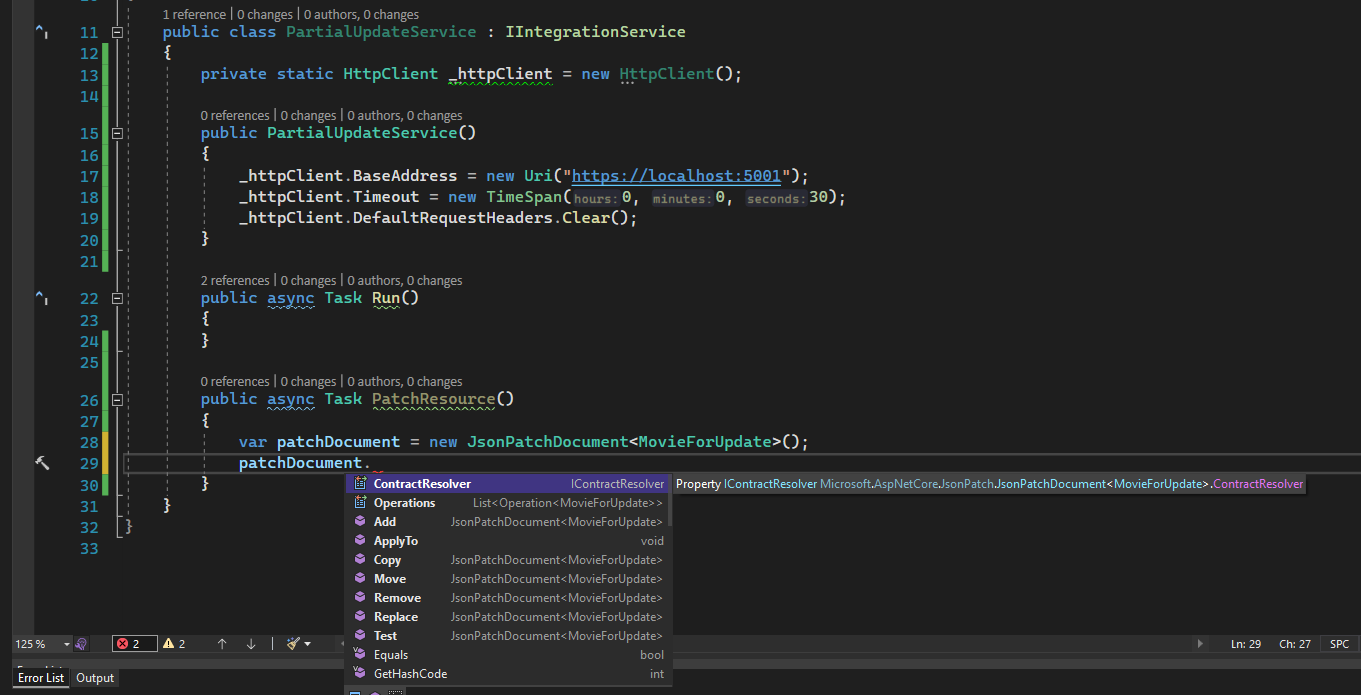 1 reference | 0 changes | 0 authors, 0 changes
11 public class PartialUpdateService : IIntegrationService
12 {
13 private static HttpClient _httpClient = new HttpClient();
14
0 references | 0 changes | 0 authors, 0 changes
15 public PartialUpdateService()
16 {
17 _httpClient.BaseAddress = new Uri("https://localhost:5001");
18 _httpClient.Timeout = new TimeSpan(hours: 0, minutes: 0, seconds: 30);
19 _httpClient.DefaultRequestHeaders.Clear();
20 }
21
2 references | 0 changes | 0 authors, 0 changes
22 public async Task Run()
23 {
24 }
25
0 references | 0 changes | 0 authors, 0 changes
26 public async Task PatchResource()
27 {
28 var patchDocument = new JsonPatchDocument<MovieForUpdate>();
29 patchDocument.
30 }
31 }
32 }
33
ContractResolver IContractResolver
Property IContractResolver Microsoft.AspNetCore.JsonPatch.JsonPatchDocument<MovieForUpdate>.ContractResolver
Operations List<Operation<MovieForUpdate>>
Add JsonPatchDocument<MovieForUpdate>
ApplyTo void
Copy JsonPatchDocument<MovieForUpdate>
Move JsonPatchDocument<MovieForUpdate>
Remove JsonPatchDocument<MovieForUpdate>
Replace JsonPatchDocument<MovieForUpdate>
Test JsonPatchDocument<MovieForUpdate>
Equals bool
GetHashCode int
125 % 2 2 Ln: 29 Ch: 27 SPC
Error List Output